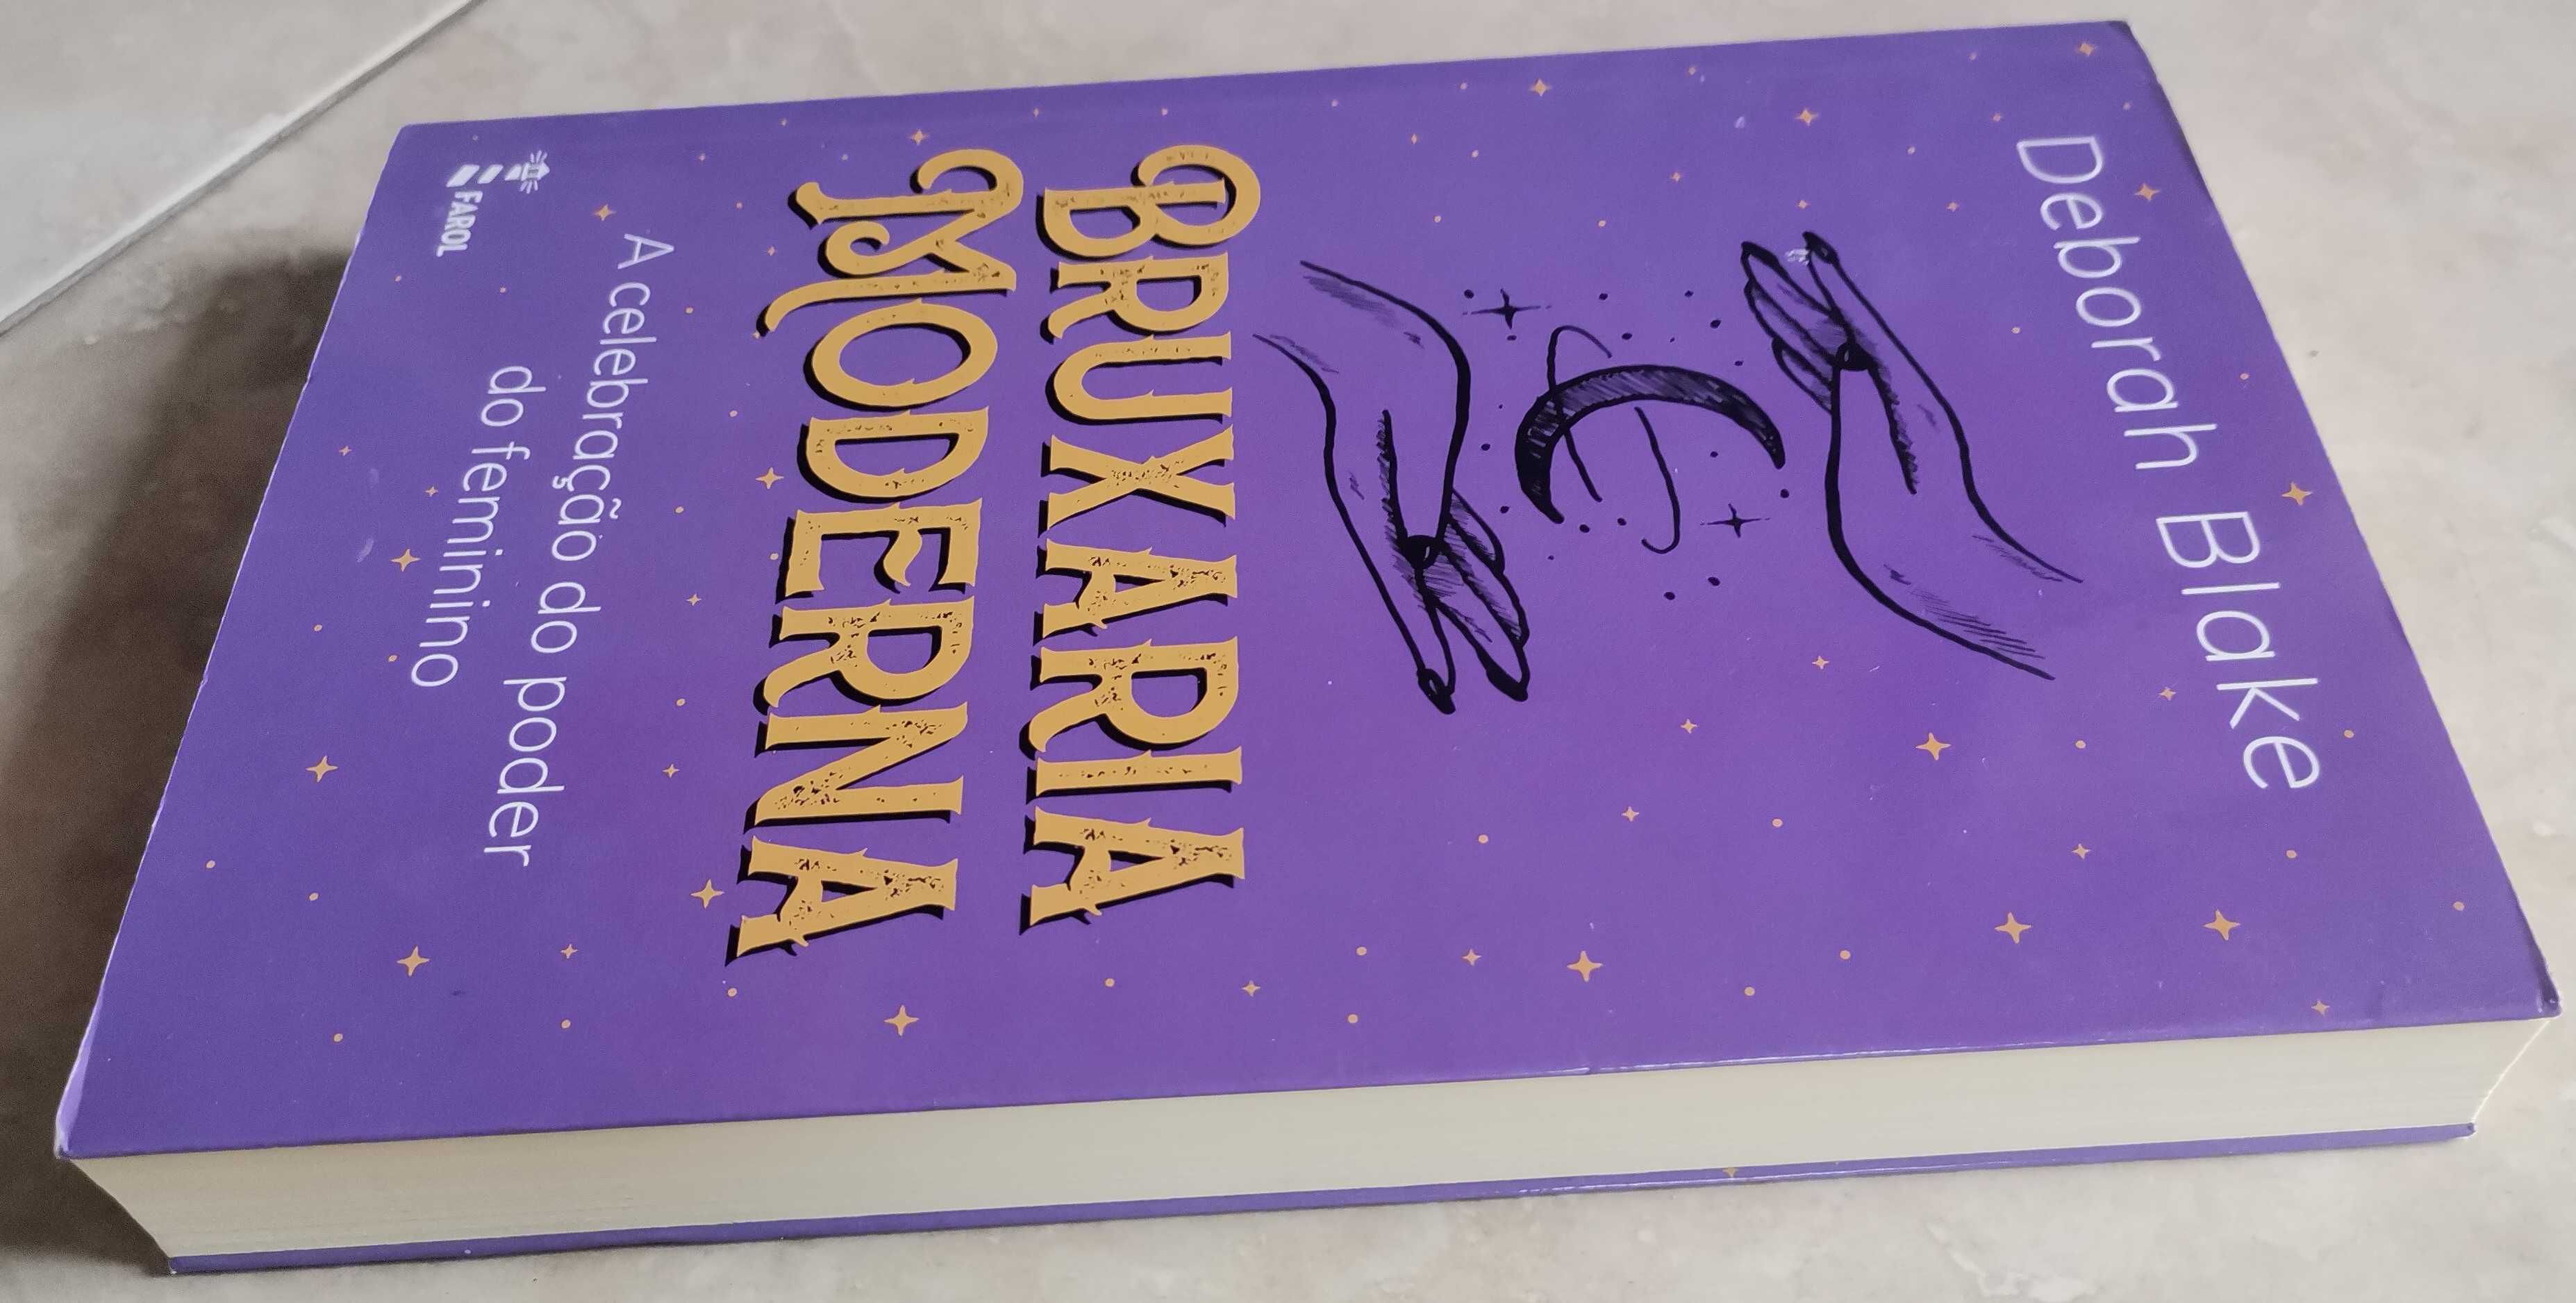 Deborah Blake
BRUXARIA
MODERNA
A celebração do poder
do feminino
FAROL